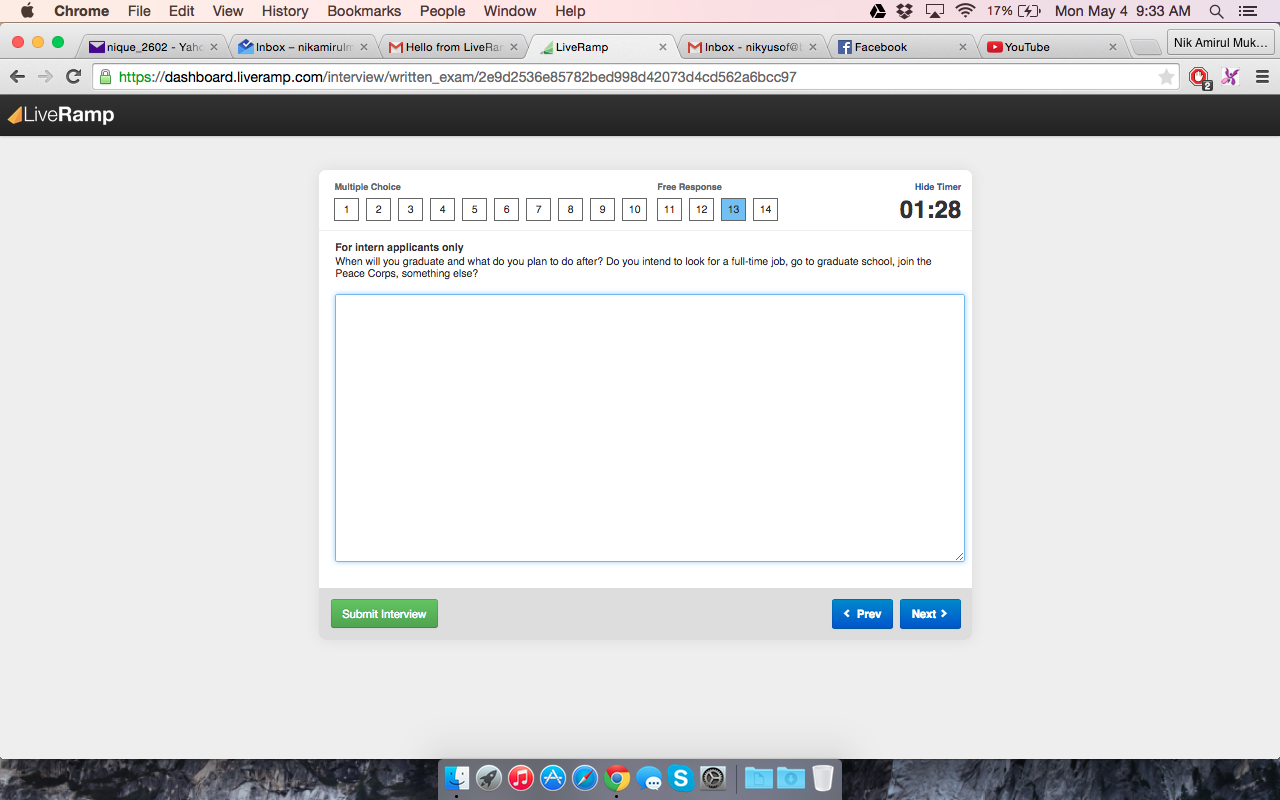 Chrome File Edit View History Bookmarks People Window Help 17% Mon May 4 9:33 AM
nique_2602 - Yaho Inbox – nikamirulm Hello from LiveRam LiveRamp Inbox - nikyusof@ Facebook YouTube Nik Amirul Muk...
https://dashboard.liveramp.com/interview/written_exam/2e9d2536e85782bed998d42073d4cd562a6bcc97 2
LiveRamp
Multiple Choice Free Response Hide Timer
1 2 3 4 5 6 7 8 9 10 11 12 13 14 01:28
For intern applicants only
When will you graduate and what do you plan to do after? Do you intend to look for a full-time job, go to graduate school, join the
Peace Corps, something else?
Submit Interview Prev Next